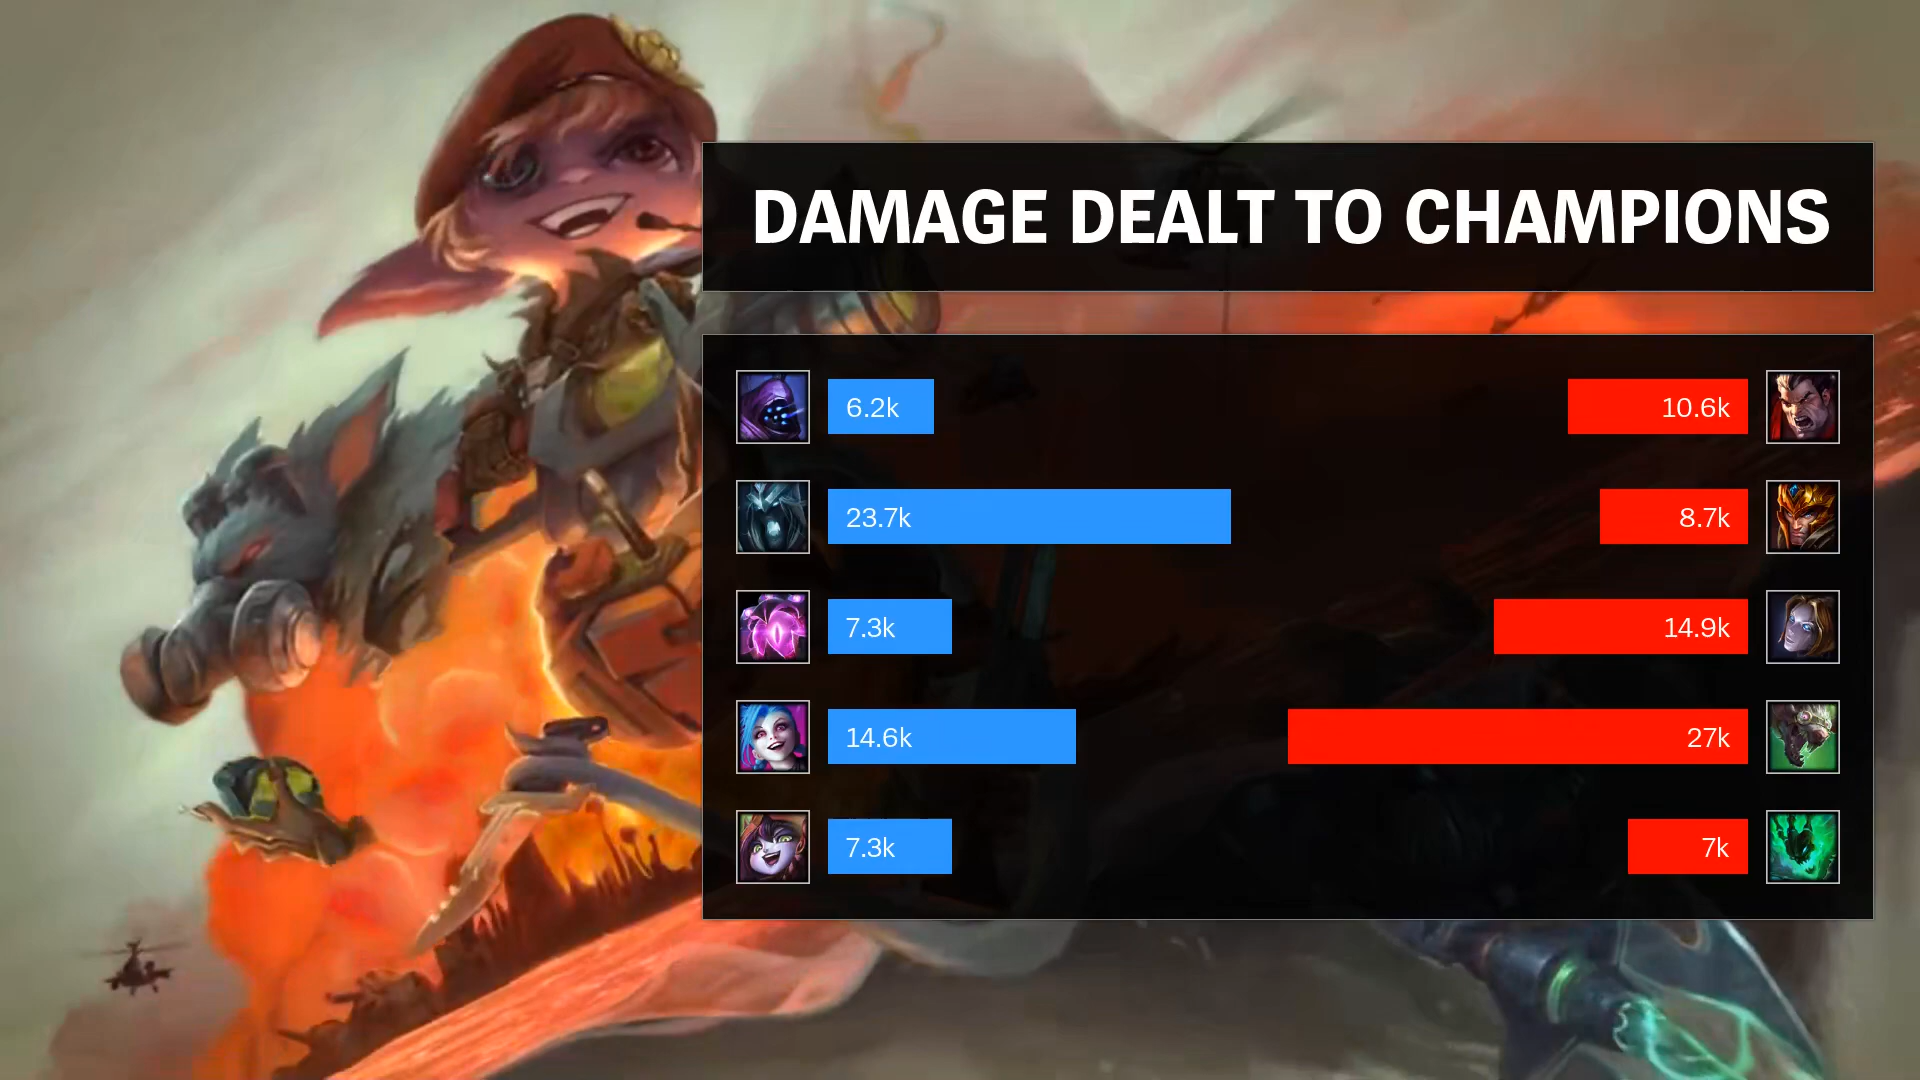 DAMAGE DEALT TO CHAMPIONS
6.2k 10.6k
23.7k 8.7k
7.3k 14.9k
14.6k 27k
7.3k 7k